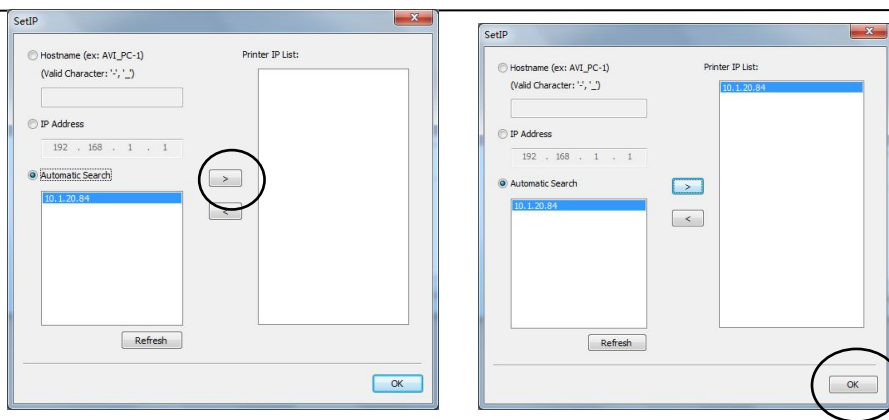 SetIP
Hostname (ex: AVI_PC-1)
(Valid Character: '-', '_')
IP Address
192 . 168 . 1 . 1
Automatic Search
10.1.20.84
Refresh
>
<
Printer IP List:
OK
SetIP
Hostname (ex: AVI_PC-1)
(Valid Character: '-', '_')
IP Address
192 . 168 . 1 . 1
Automatic Search
10.1.20.84
Refresh
>
<
Printer IP List:
10.1.20.84
OK